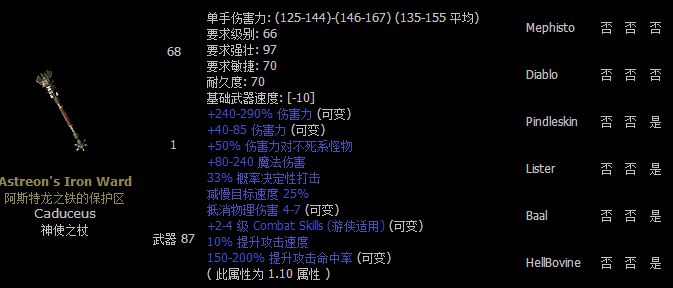 Astreon's Iron Ward
阿斯特龙之铁的保护区
Caduceus
神使之杖
68
1
武器 87
单手伤害力: (125-144)-(146-167) (135-155 平均)
要求级别: 66
要求强壮: 97
要求敏捷: 70
耐久度: 70
基础武器速度: [-10]
+240-290% 伤害力 (可变)
+40-85 伤害力 (可变)
+50% 伤害力对不死系怪物
+80-240 魔法伤害
33% 概率决定性打击
减慢目标速度 25%
抵消物理伤害 4-7 (可变)
+2-4 级 Combat Skills (游侠适用) (可变)
10% 提升攻击速度
150-200% 提升攻击命中率 (可变)
( 此属性为 1.10 属性 )
Mephisto 否 否 否
Diablo 否 否 否
Pindleskin 否 否 是
Lister 否 否 是
Baal 否 否 是
HellBovine 否 否 是